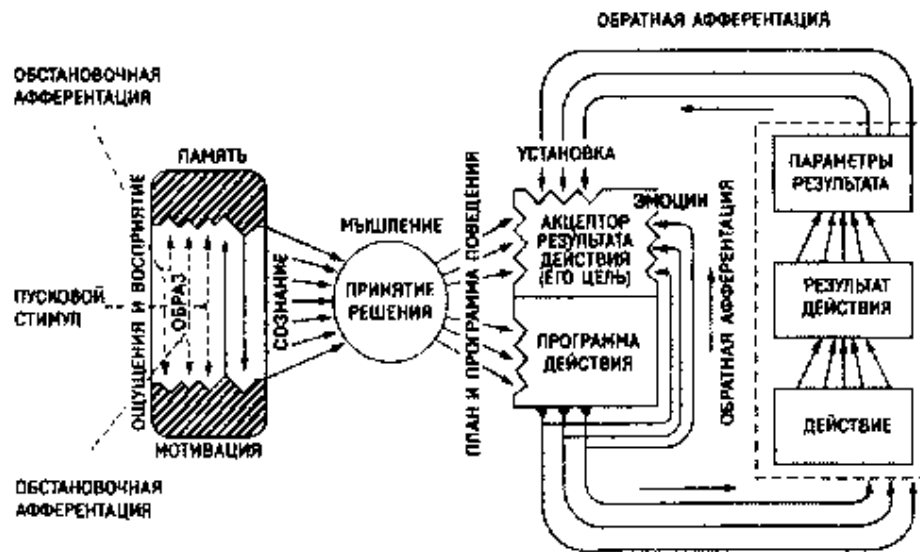 ОБРАТНАЯ АФФЕРЕНТАЦИЯ
ОБСТАНОВОЧНАЯ
АФФЕРЕНТАЦИЯ
ПАМЯТЬ
ОЩУЩЕНИЯ И ВОСПРИЯТИЕ
ОБРАЗ
ПУСКОВОЙ
СТИМУЛ
СОЗНАНИЕ
МОТИВАЦИЯ
ОБСТАНОВОЧНАЯ
АФФЕРЕНТАЦИЯ
МЫШЛЕНИЕ
ПРИНЯТИЕ
РЕШЕНИЯ
ПЛАН И ПРОГРАММА ПОВЕДЕНИЯ
УСТАНОВКА
ЭМОЦИИ
АКЦЕПТОР
РЕЗУЛЬТАТА
ДЕЙСТВИЯ
(ЕГО ЦЕЛЬ)
ПРОГРАММА
ДЕЙСТВИЯ
ОБРАТНАЯ АФФЕРЕНТАЦИЯ
ПАРАМЕТРЫ
РЕЗУЛЬТАТА
РЕЗУЛЬТАТ
ДЕЙСТВИЯ
ДЕЙСТВИЕ